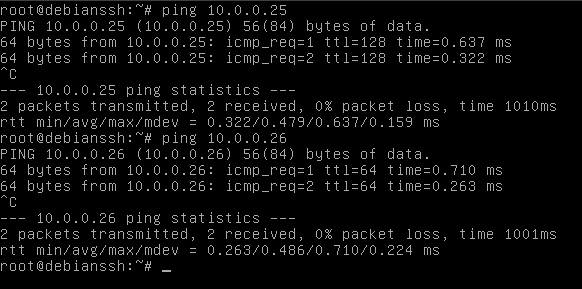 root@debianssh:~# ping 10.0.0.25
PING 10.0.0.25 (10.0.0.25) 56(84) bytes of data.
64 bytes from 10.0.0.25: icmp_req=1 ttl=128 time=0.637 ms
64 bytes from 10.0.0.25: icmp_req=2 ttl=128 time=0.322 ms
^C
--- 10.0.0.25 ping statistics ---
2 packets transmitted, 2 received, 0% packet loss, time 1010ms
rtt min/avg/max/mdev = 0.322/0.479/0.637/0.159 ms
root@debianssh:~# ping 10.0.0.26
PING 10.0.0.26 (10.0.0.26) 56(84) bytes of data.
64 bytes from 10.0.0.26: icmp_req=1 ttl=64 time=0.710 ms
64 bytes from 10.0.0.26: icmp_req=2 ttl=64 time=0.263 ms
^C
--- 10.0.0.26 ping statistics ---
2 packets transmitted, 2 received, 0% packet loss, time 1001ms
rtt min/avg/max/mdev = 0.263/0.486/0.710/0.224 ms
root@debianssh:~# _